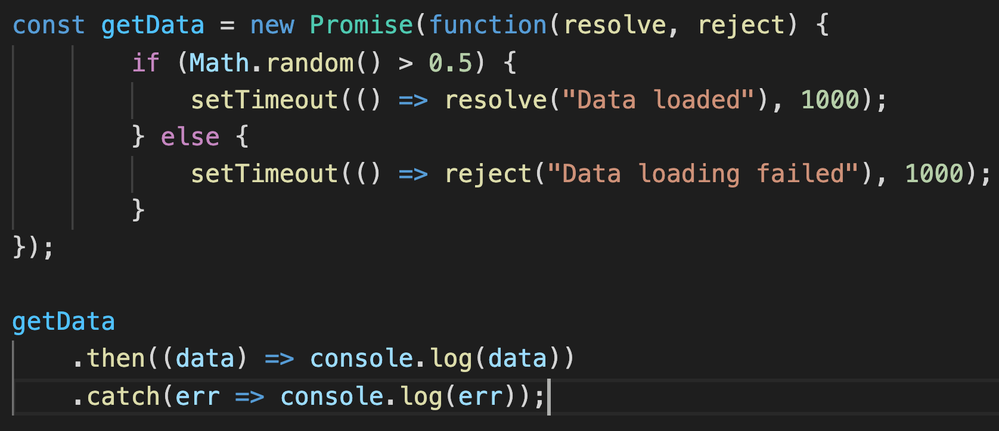 const getData = new Promise(function(resolve, reject) {
        if (Math.random() > 0.5) {
            setTimeout(() => resolve("Data loaded"), 1000);
        } else {
            setTimeout(() => reject("Data loading failed"), 1000);
        }
});

getData
    .then((data) => console.log(data))
    .catch(err => console.log(err));